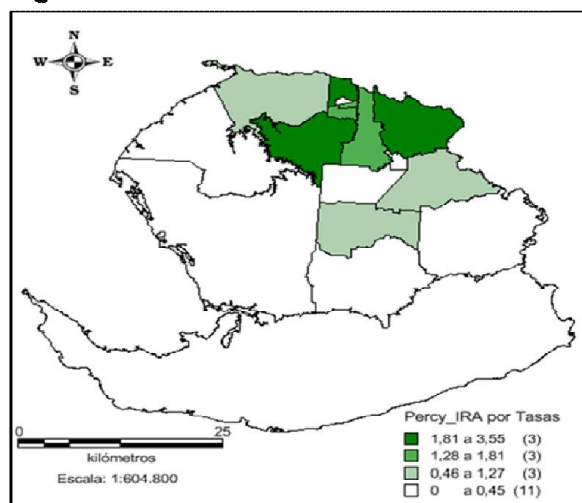 N
W E
S
Percy_IRA por Tasas
1,81 a 3,55 (3)
1,28 a 1,81 (3)
0,46 a 1,27 (3)
0 a 0,45 (11)
0 25
kilómetros
Escala: 1:604.800